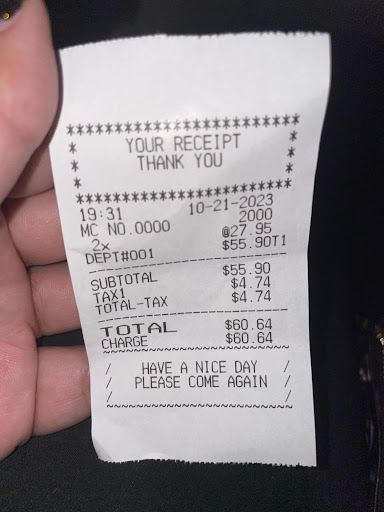 ************************
* YOUR RECEIPT *
* THANK YOU *
* *
************************
19:31 10-21-2023
MC NO.0000 2000
2x @27.95
DEPT#001 $55.90T1
--------------------------------
SUBTOTAL $55.90
TAX1 $4.74
TOTAL-TAX $4.74
--------------------------------
TOTAL $60.64
CHARGE $60.64
~~~~~~~~~~~~~~~~~~~~~~~~
/ HAVE A NICE DAY /
/ PLEASE COME AGAIN /
/ /
~~~~~~~~~~~~~~~~~~~~~~~~